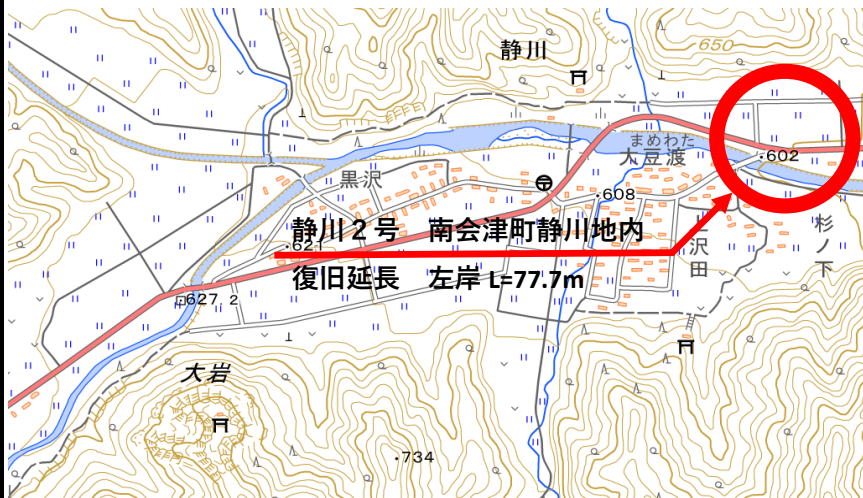 静川
650
まめわた
大豆渡
602
黒沢
608
上沢田
杉ノ下
静川２号　南会津町静川地内
621
復旧延長　左岸 L=77.7m
627.2
大岩
734